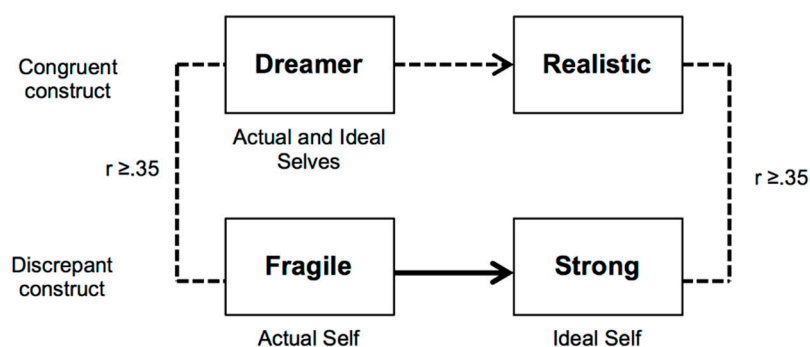 Congruent
construct
Dreamer
Realistic
Actual and Ideal
Selves
r ≥.35
r ≥.35
Discrepant
construct
Fragile
Strong
Actual Self
Ideal Self